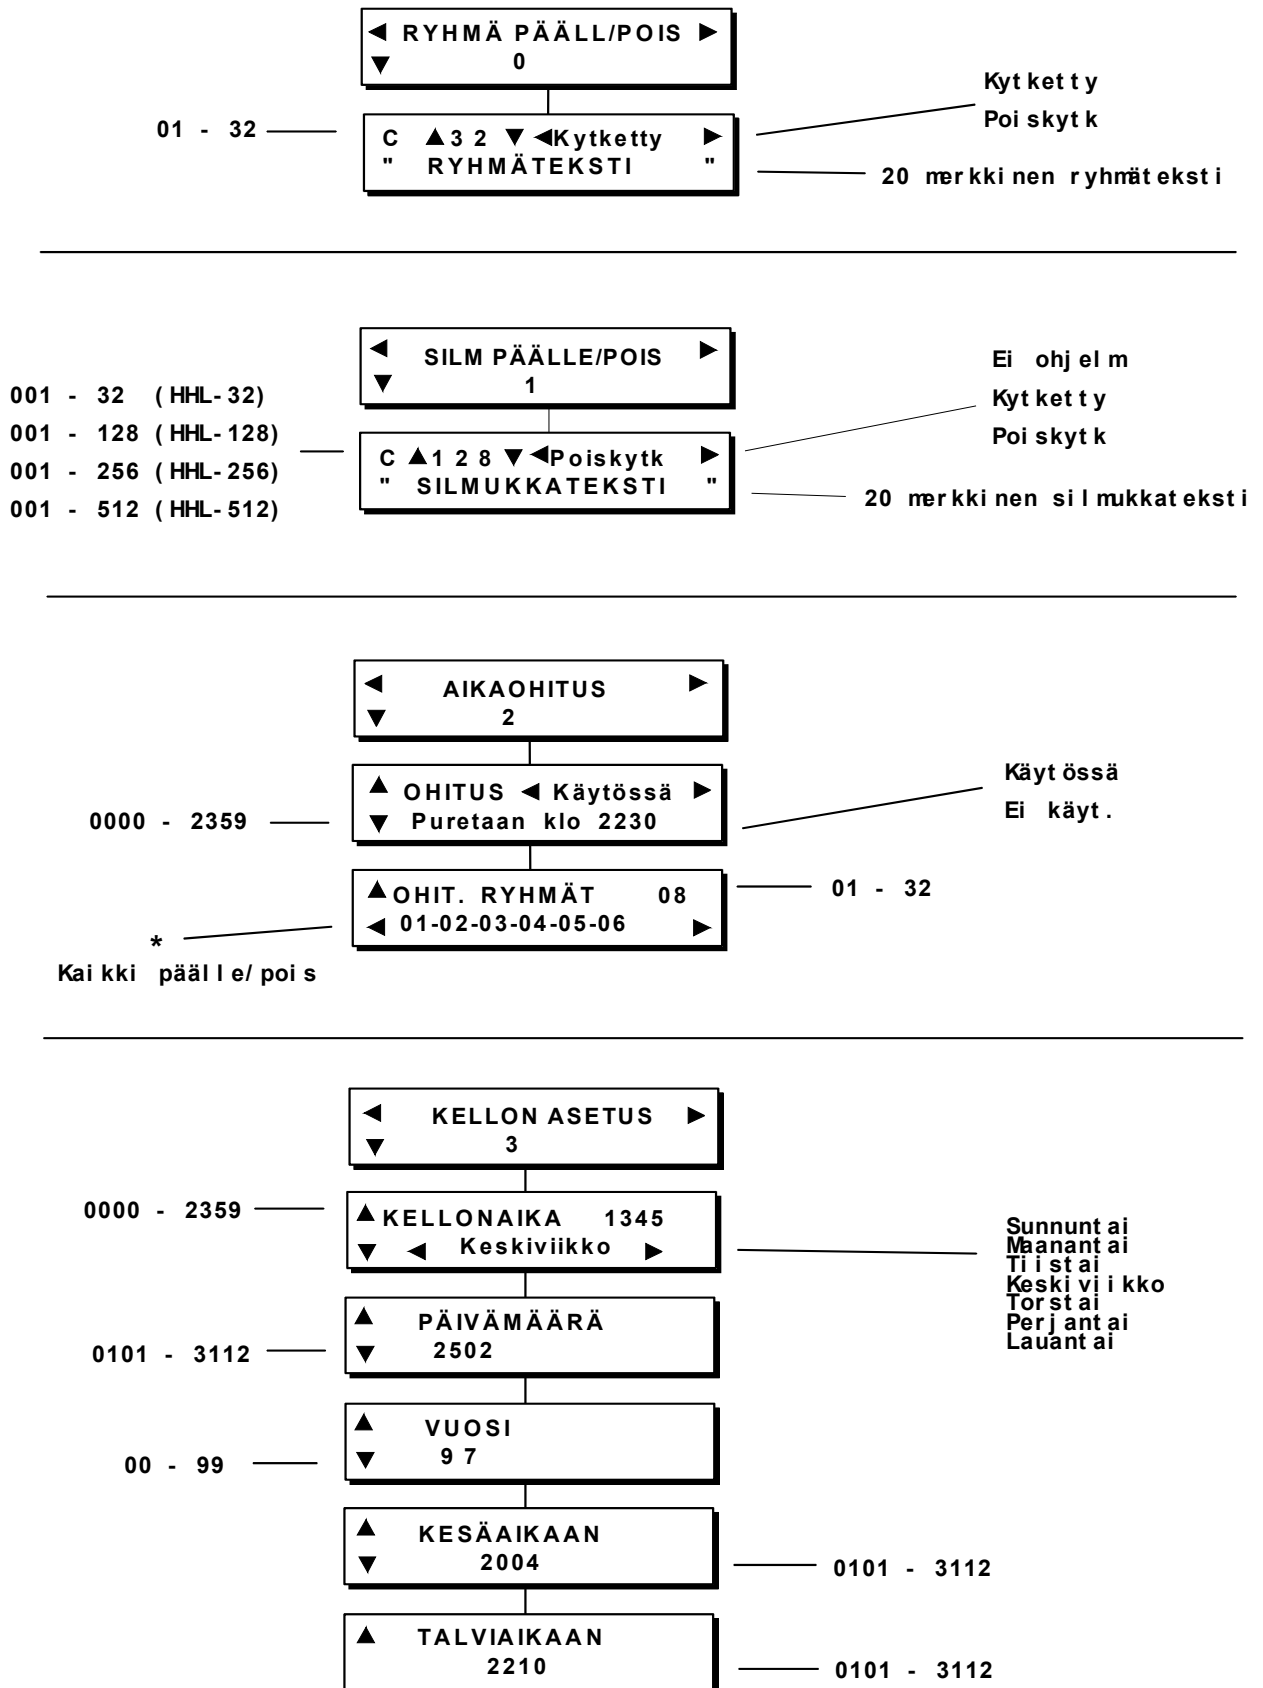 ◄ RYHMÄ PÄÄLL/POIS ►
▼ 0
Kytketty
Poiskytk
01 - 32
C ▲3 2 ▼ ◄Kytketty ►
" RYHMÄTEKSTI "
20 merkkinen ryhmäteksti
◄ SILM PÄÄLLE/POIS ►
▼ 1
Ei ohjelm
Kytketty
Poiskytk
001 - 32 (HHL-32)
001 - 128 (HHL-128)
001 - 256 (HHL-256)
001 - 512 (HHL-512)
C ▲1 2 8 ▼ ◄Poiskytk ►
" SILMUKKATEKSTI "
20 merkkinen silmukkateksti
◄ AIKAOHITUS ►
▼ 2
▲ OHITUS ◄ Käytössä ►
▼ Puretaan klo 2230
0000 - 2359
Käytössä
Ei käyt.
▲OHIT. RYHMÄT 08
◄ 01-02-03-04-05-06 ►
01 - 32
*
Kaikki päälle/pois
◄ KELLON ASETUS ►
▼ 3
0000 - 2359
▲KELLONAIKA 1345
▼ ◄ Keskiviikko ►
Sunnuntai
Maanantai
Tiistai
Keskiviikko
Torstai
Perjantai
Lauantai
▲ PÄIVÄMÄÄRÄ
▼ 2502
0101 - 3112
▲ VUOSI
▼ 9 7
00 - 99
▲ KESÄAIKAAN
▼ 2004
0101 - 3112
▲ TALVIAIKAAN
2210
0101 - 3112